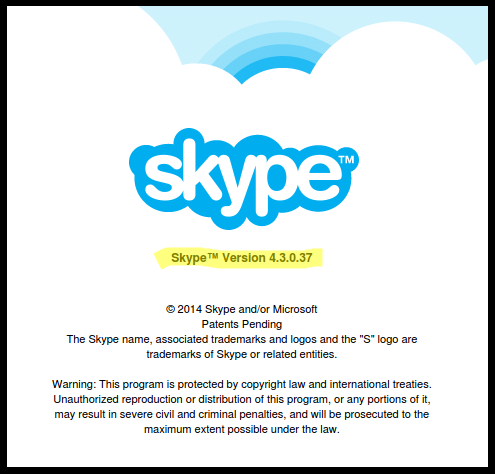 skype™
Skype™ Version 4.3.0.37
© 2014 Skype and/or Microsoft
Patents Pending
The Skype name, associated trademarks and logos and the "S" logo are
trademarks of Skype or related entities.
Warning: This program is protected by copyright law and international treaties.
Unauthorized reproduction or distribution of this program, or any portions of it,
may result in severe civil and criminal penalties, and will be prosecuted to the
maximum extent possible under the law.